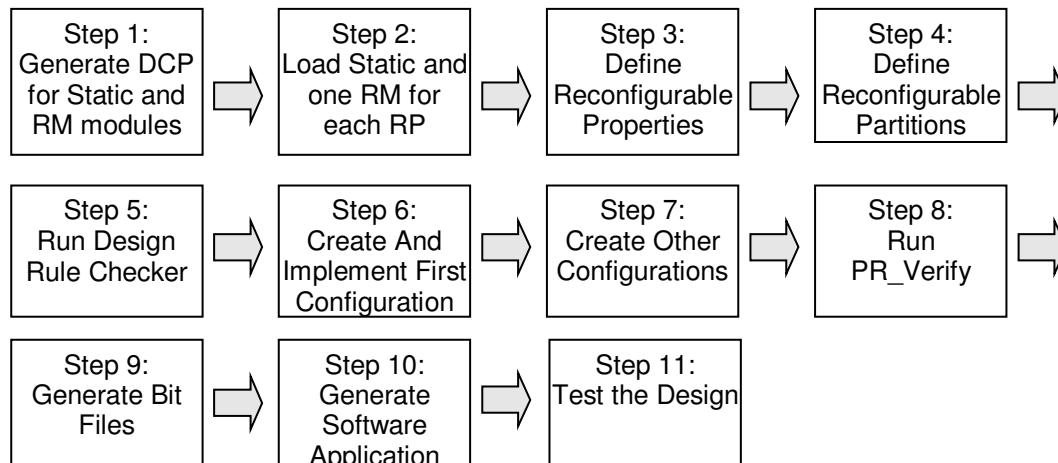 Step 1:
Generate DCP
for Static and
RM modules
Step 2:
Load Static and
one RM for
each RP
Step 3:
Define
Reconfigurable
Properties
Step 4:
Define
Reconfigurable
Partitions
Step 5:
Run Design
Rule Checker
Step 6:
Create And
Implement First
Configuration
Step 7:
Create Other
Configurations
Step 8:
Run
PR_Verify
Step 9:
Generate Bit
Files
Step 10:
Generate
Software
Application
Step 11:
Test the Design